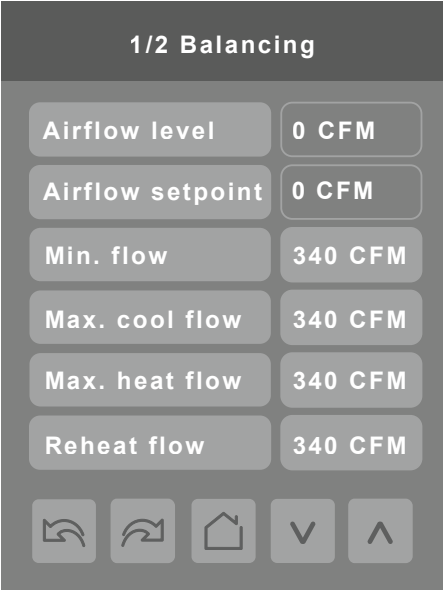 1/2 Balancing
Airflow level 0 CFM
Airflow setpoint 0 CFM
Min. flow 340 CFM
Max. cool flow 340 CFM
Max. heat flow 340 CFM
Reheat flow 340 CFM